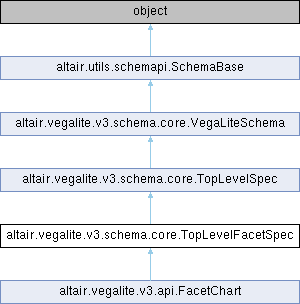 object
altair.utils.schemapi.SchemaBase
altair.vegalite.v3.schema.core.VegaLiteSchema
altair.vegalite.v3.schema.core.TopLevelSpec
altair.vegalite.v3.schema.core.TopLevelFacetSpec
altair.vegalite.v3.api.FacetChart